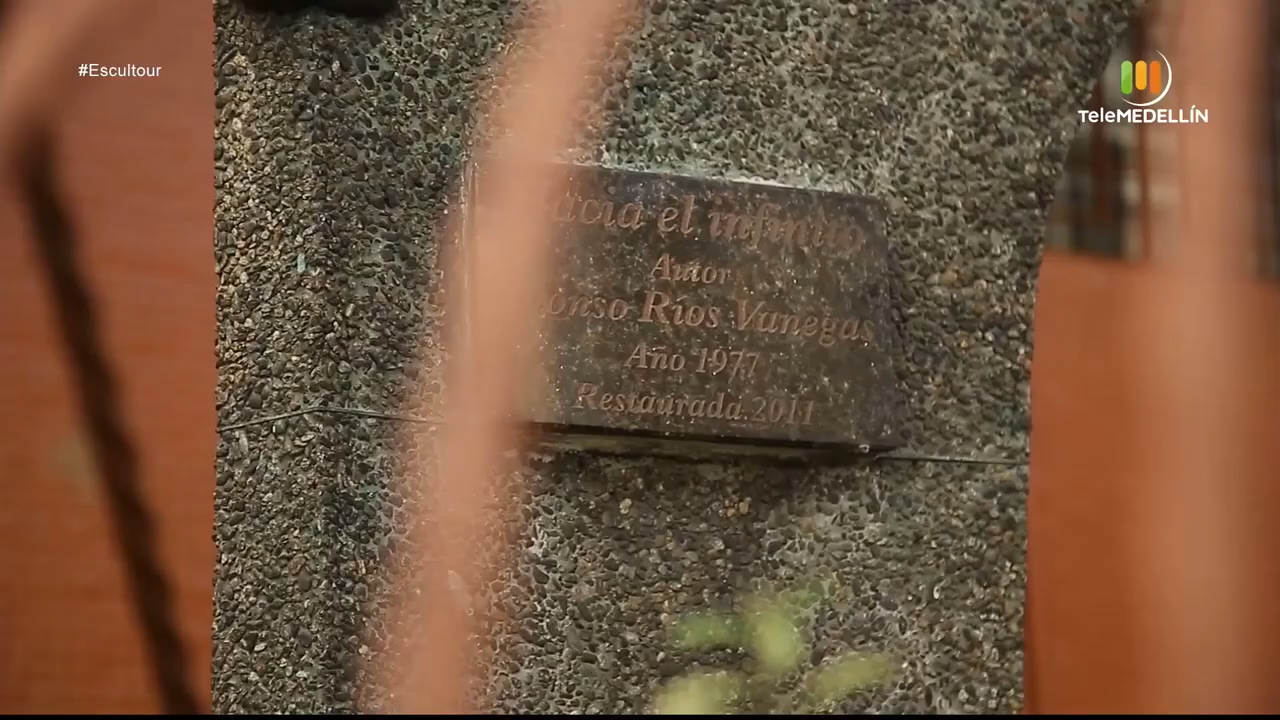 #Escultour
TeleMEDELLÍN
el infinito
Autor
Ríos Vanegas
Año 1977
Restaurada 2011